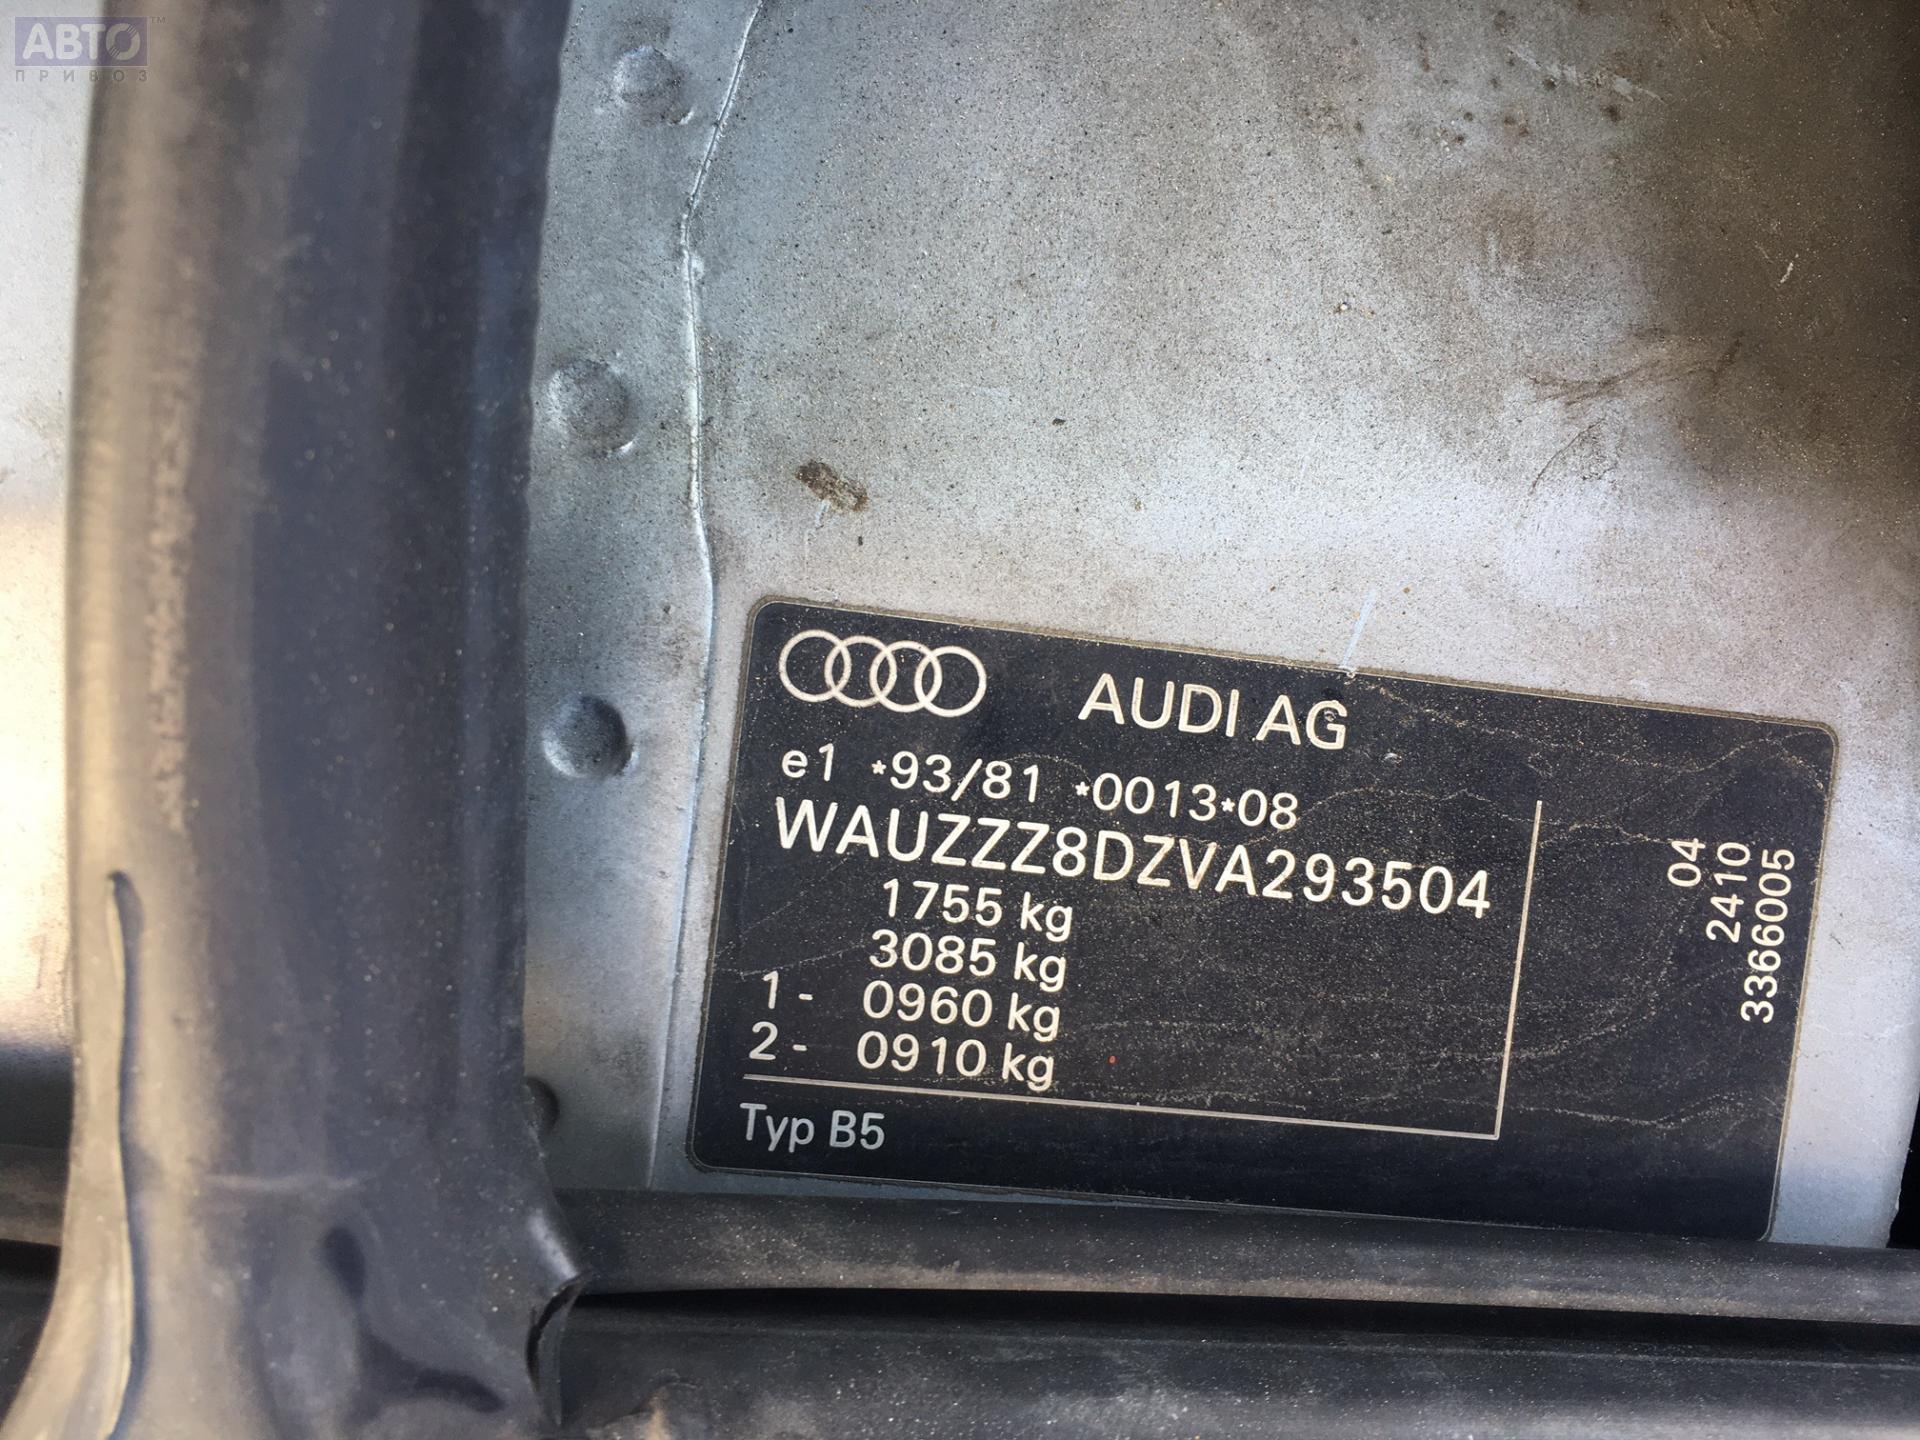 АВТО™
ПРИВОЗ
AUDI AG
e1 *93/81 *0013*08
WAUZZZ8DZVA293504
1755 kg
3085 kg
1 - 0960 kg
2 - 0910 kg
Typ B5
04
2410
3366005